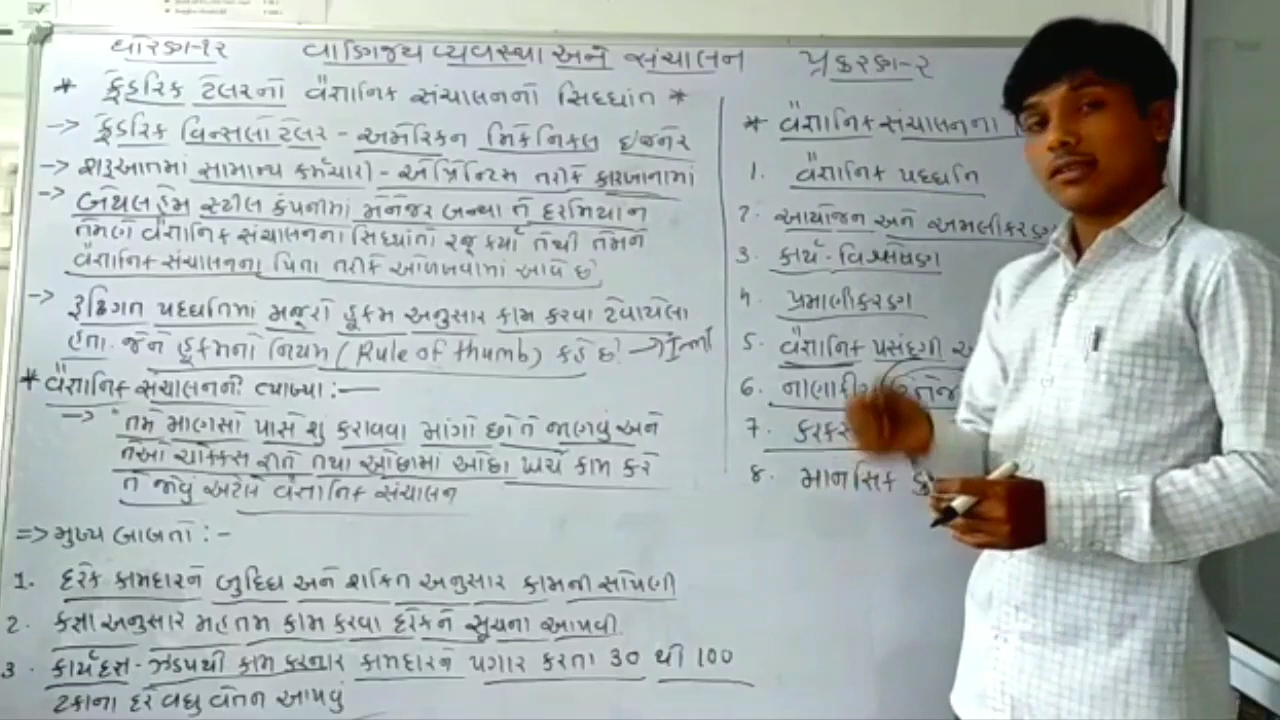 ધોરણ-૧૨ વાણિજ્ય વ્યવસ્થા અને સંચાલન પ્રકરણ-૨
* ફ્રેડરિક ટેલરનો વૈજ્ઞાનિક સંચાલનનો સિધ્ધાંત *
-> ફ્રેડરિક વિન્સલો ટેલર - અમેરિકન મિકેનિકલ ઇજનેર
-> શરૂઆતમાં સામાન્ય કર્મચારી - એપ્રિન્ટિસ તરીકે કારખાનામાં
-> બેથેલહેમ સ્ટીલ કંપનીમાં મેનેજર બન્યા તે દરમિયાન
તેમણે વૈજ્ઞાનિક સંચાલનના સિધ્ધાંતો રજૂ કર્યા તેથી તેમને
વૈજ્ઞાનિક સંચાલનના પિતા તરીકે ઓળખવામાં આવે છે
-> રૂઢિગત પધ્ધતિમાં મજૂરો હૂકમ અનુસાર કામ કરવા ટેવાયેલા
હતા. જેને હૂકમનો નિયમ (Rule of thumb) કહે છે. ->
* વૈજ્ઞાનિક સંચાલનની વ્યાખ્યા :-
-> "તમે માણસો પાસે શુ કરાવવા માંગો છો તે જાણવું અને
તેઓ ચોક્કસ રીતે તથા ઓછામાં ઓછા ખર્ચે કામ કરે
તે જોવું એટલે વૈજ્ઞાનિક સંચાલન
=> મુખ્ય બાબતો :-
1. દરેક કામદારને બુધ્ધિ અને શક્તિ અનુસાર કામની સોંપણી
2. કક્ષા અનુસાર મહતમ કામ કરવા દરેકને સૂચના આપવી.
3. કાર્યદક્ષ - ઝડપથી કામ કરનાર કામદારને પગાર કરતા 30 થી 100
ટકાના દરે વધુ વેતન આપવું
* વૈજ્ઞાનિક સંચાલનના
1. વૈજ્ઞાનિક પધ્ધતિ
2. આયોજન અને અમલીકરણ
3. કાર્ય - વિશ્લેષણ
4. પ્રમાણીકરણ
5. વૈજ્ઞાનિક પસંદગી
6.
7.
8. માનસિક